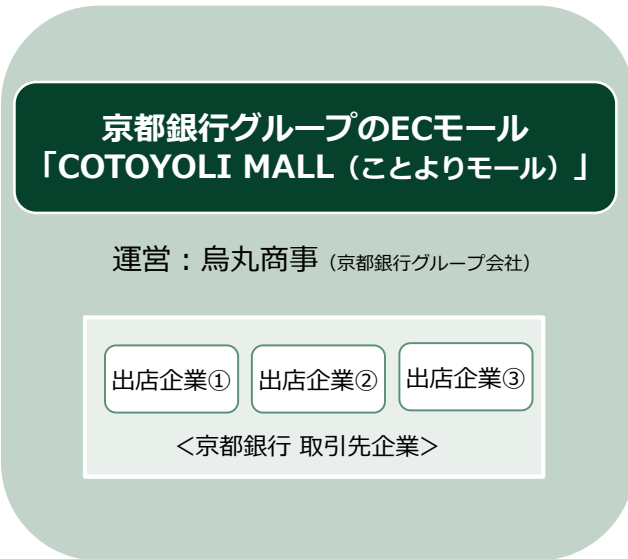 京都銀行グループのECモール
「COTOYOLI MALL（ことよりモール）」
運営：烏丸商事（京都銀行グループ会社）
出店企業① 出店企業② 出店企業③
＜京都銀行 取引先企業＞